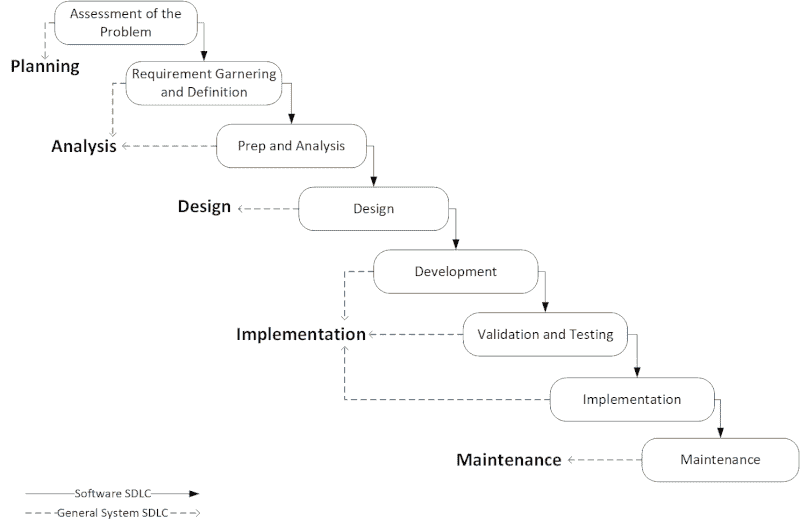 Assessment of the
Problem
Planning
Requirement Garnering
and Definition
Analysis
Prep and Analysis
Design
Design
Development
Implementation
Validation and Testing
Implementation
Maintenance
Maintenance
Software SDLC
General System SDLC